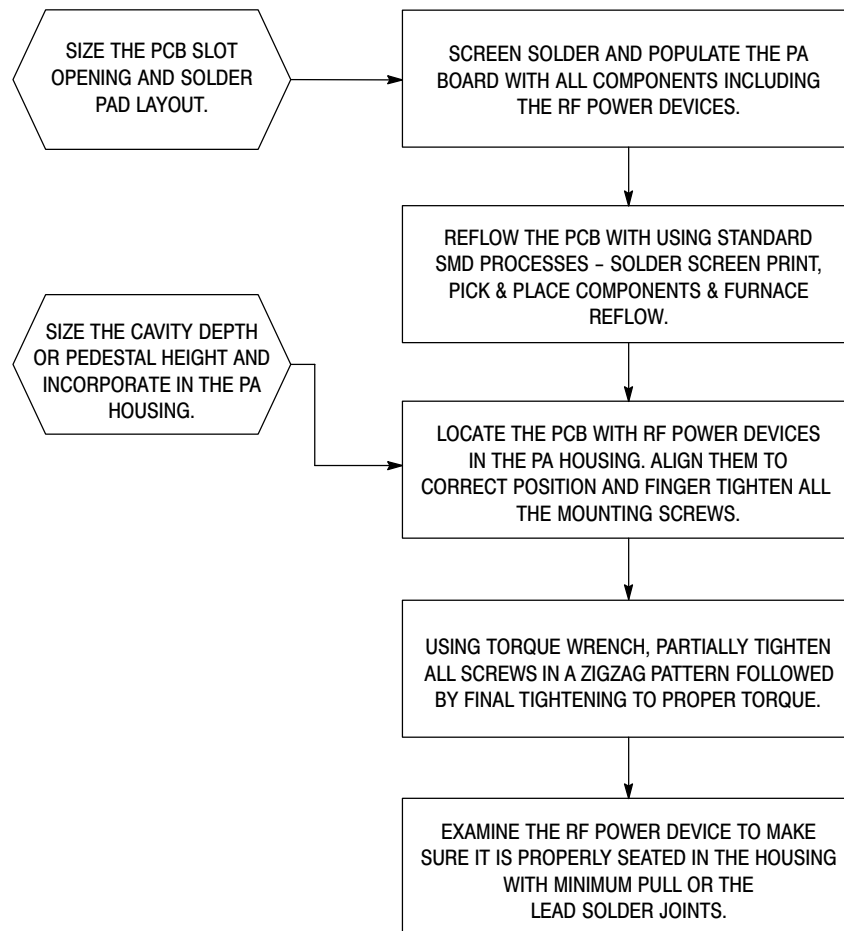 SIZE THE PCB SLOT
OPENING AND SOLDER
PAD LAYOUT.
SCREEN SOLDER AND POPULATE THE PA
BOARD WITH ALL COMPONENTS INCLUDING
THE RF POWER DEVICES.
REFLOW THE PCB WITH USING STANDARD
SMD PROCESSES – SOLDER SCREEN PRINT,
PICK & PLACE COMPONENTS & FURNACE
REFLOW.
SIZE THE CAVITY DEPTH
OR PEDESTAL HEIGHT AND
INCORPORATE IN THE PA
HOUSING.
LOCATE THE PCB WITH RF POWER DEVICES
IN THE PA HOUSING. ALIGN THEM TO
CORRECT POSITION AND FINGER TIGHTEN ALL
THE MOUNTING SCREWS.
USING TORQUE WRENCH, PARTIALLY TIGHTEN
ALL SCREWS IN A ZIGZAG PATTERN FOLLOWED
BY FINAL TIGHTENING TO PROPER TORQUE.
EXAMINE THE RF POWER DEVICE TO MAKE
SURE IT IS PROPERLY SEATED IN THE HOUSING
WITH MINIMUM PULL OR THE
LEAD SOLDER JOINTS.